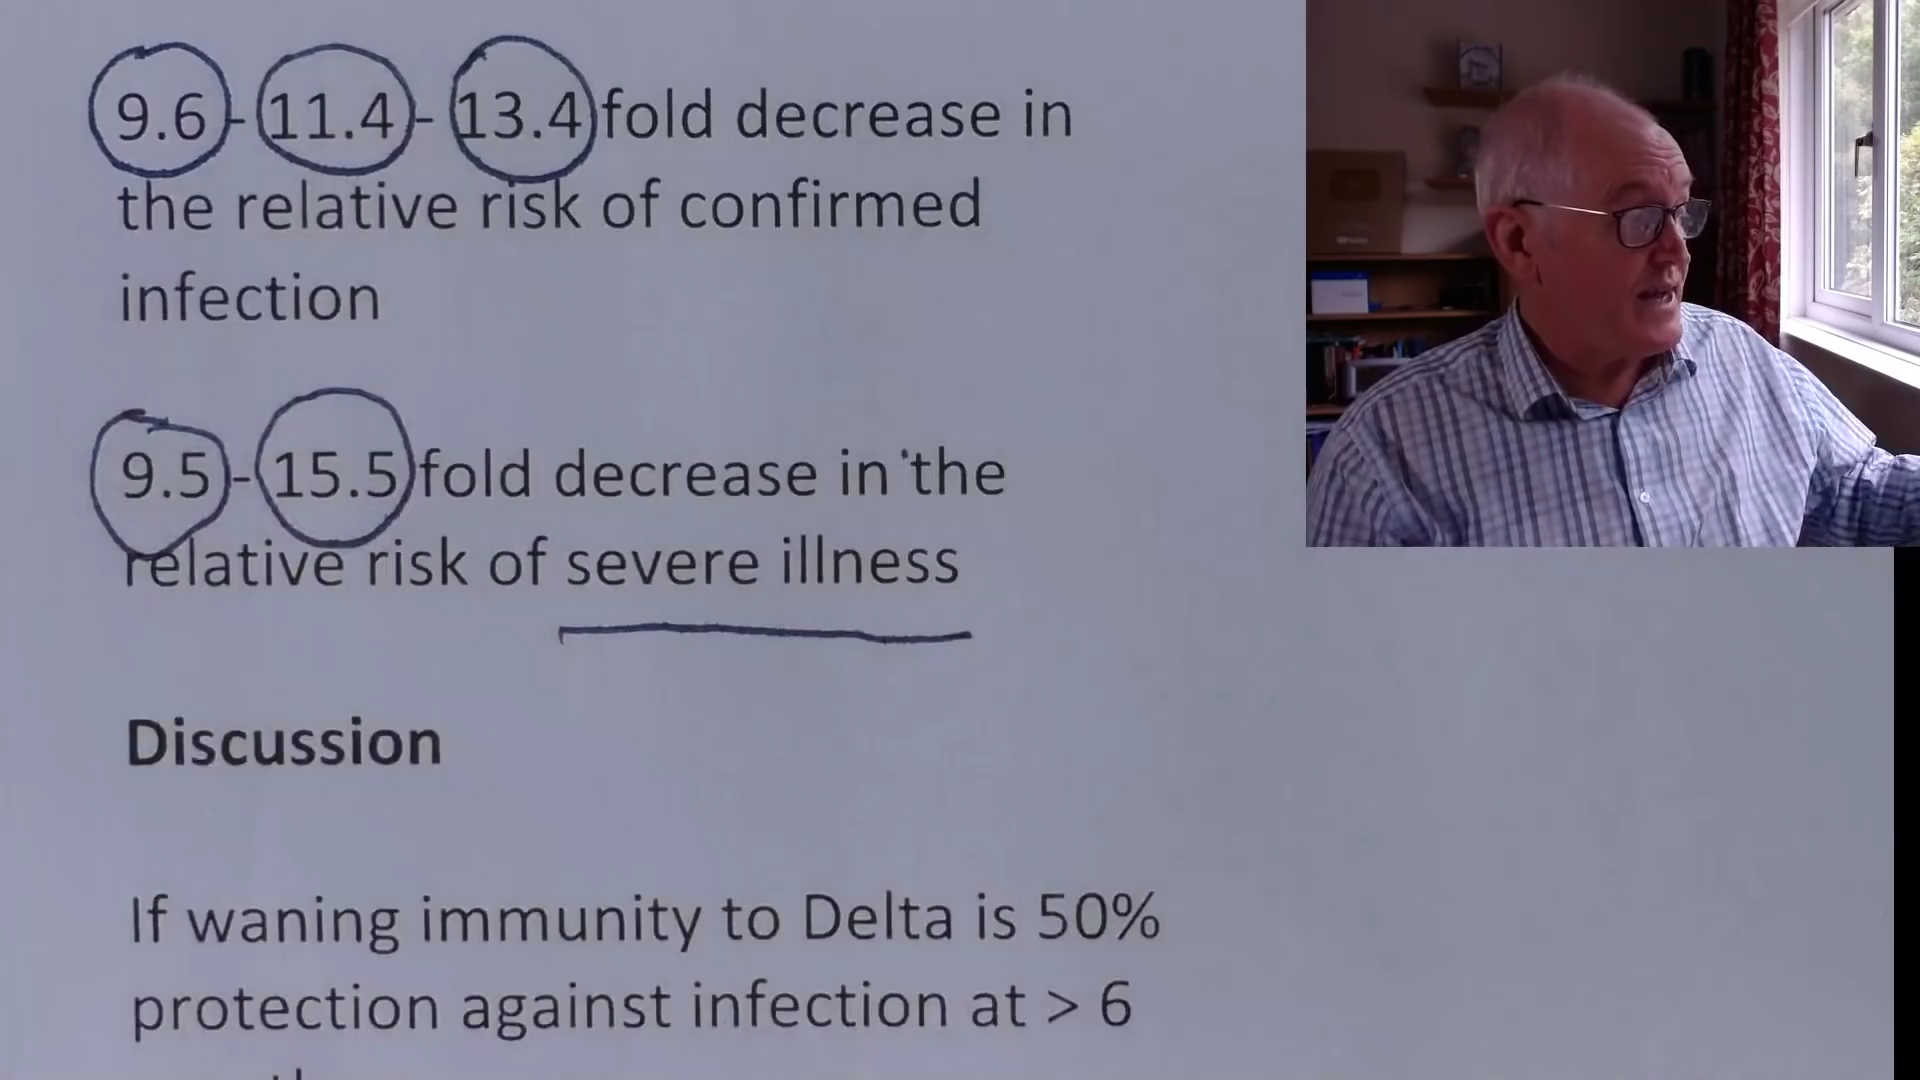 9.6 - 11.4 - 13.4 fold decrease in
the relative risk of confirmed
infection
9.5 - 15.5 fold decrease in the
relative risk of severe illness
Discussion
If waning immunity to Delta is 50%
protection against infection at > 6